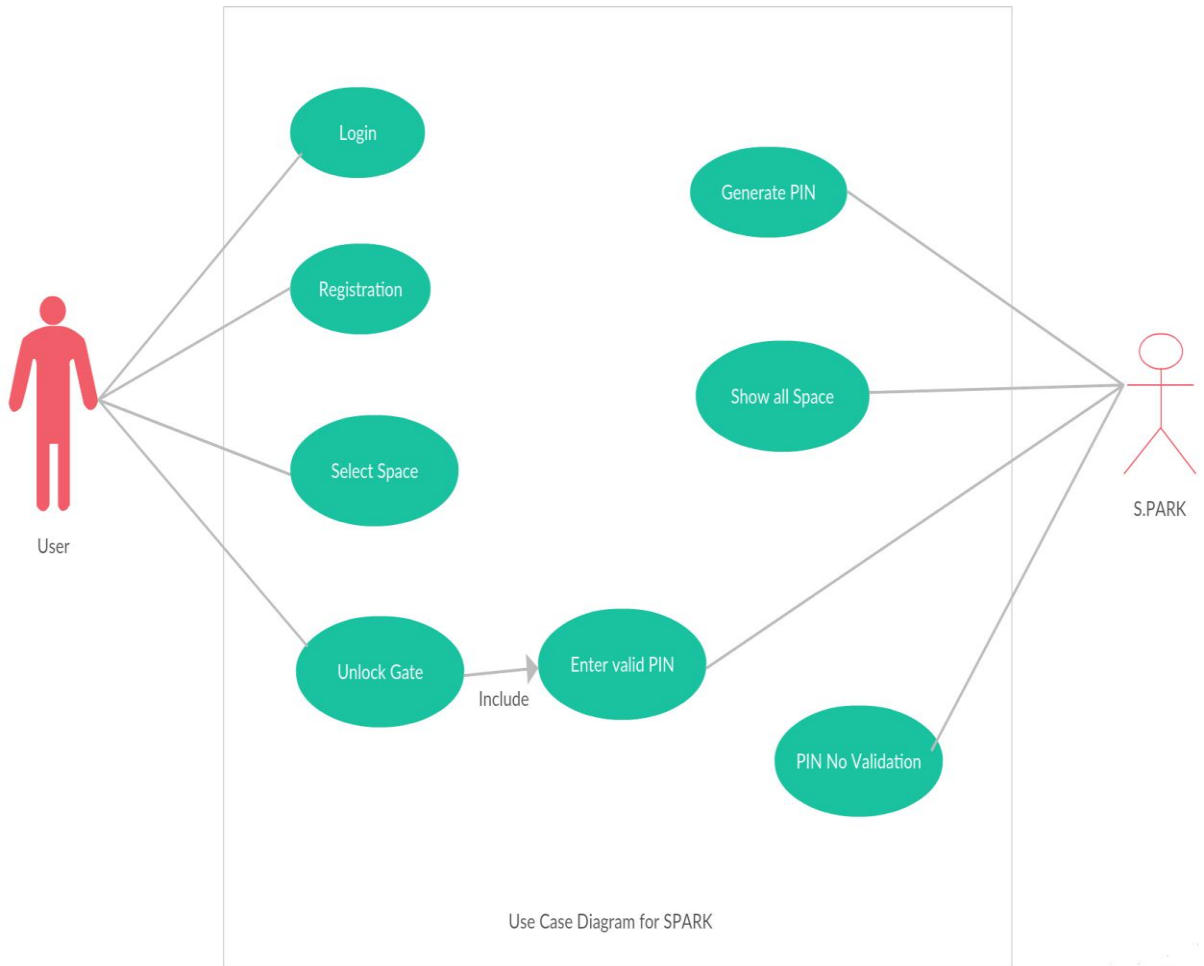 Login
Generate PIN
Registration
Show all Space
Select Space
User
S.PARK
Unlock Gate
Include
Enter valid PIN
PIN No Validation
Use Case Diagram for SPARK